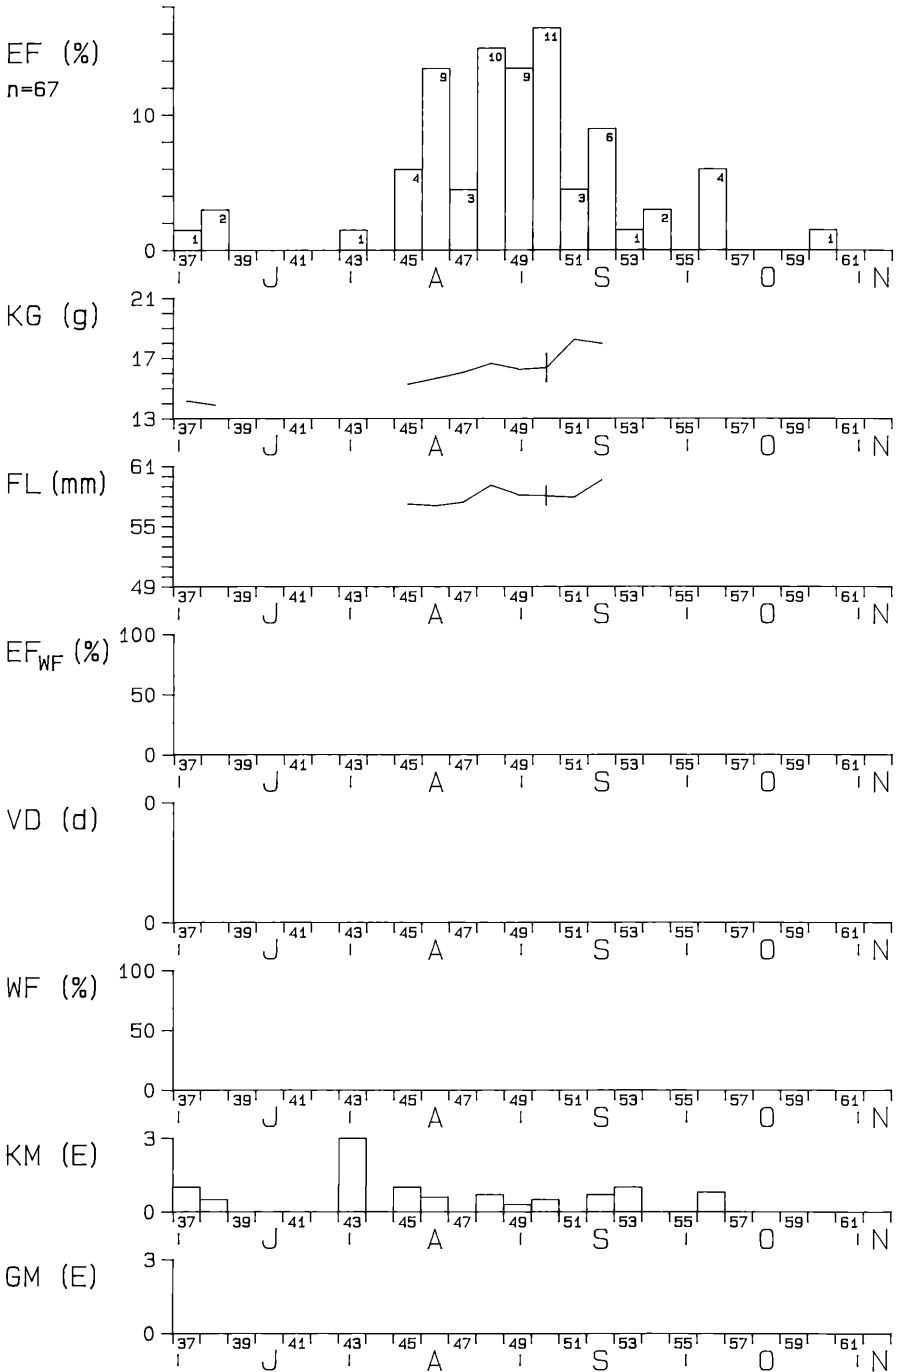 EF (%)
n=67
10
0
1 2 1 4 9 3 10 9 11 3 6 1 2 4 1
37 39 41 43 45 47 49 51 53 55 57 59 61
J A S O N
KG (g)
21
17
13
37 39 41 43 45 47 49 51 53 55 57 59 61
J A S O N
FL (mm)
61
55
49
37 39 41 43 45 47 49 51 53 55 57 59 61
J A S O N
EFWF (%)
100
50
0
37 39 41 43 45 47 49 51 53 55 57 59 61
J A S O N
VD (d)
0
0
37 39 41 43 45 47 49 51 53 55 57 59 61
J A S O N
WF (%)
100
50
0
37 39 41 43 45 47 49 51 53 55 57 59 61
J A S O N
KM (E)
3
0
37 39 41 43 45 47 49 51 53 55 57 59 61
J A S O N
GM (E)
3
0
37 39 41 43 45 47 49 51 53 55 57 59 61
J A S O N